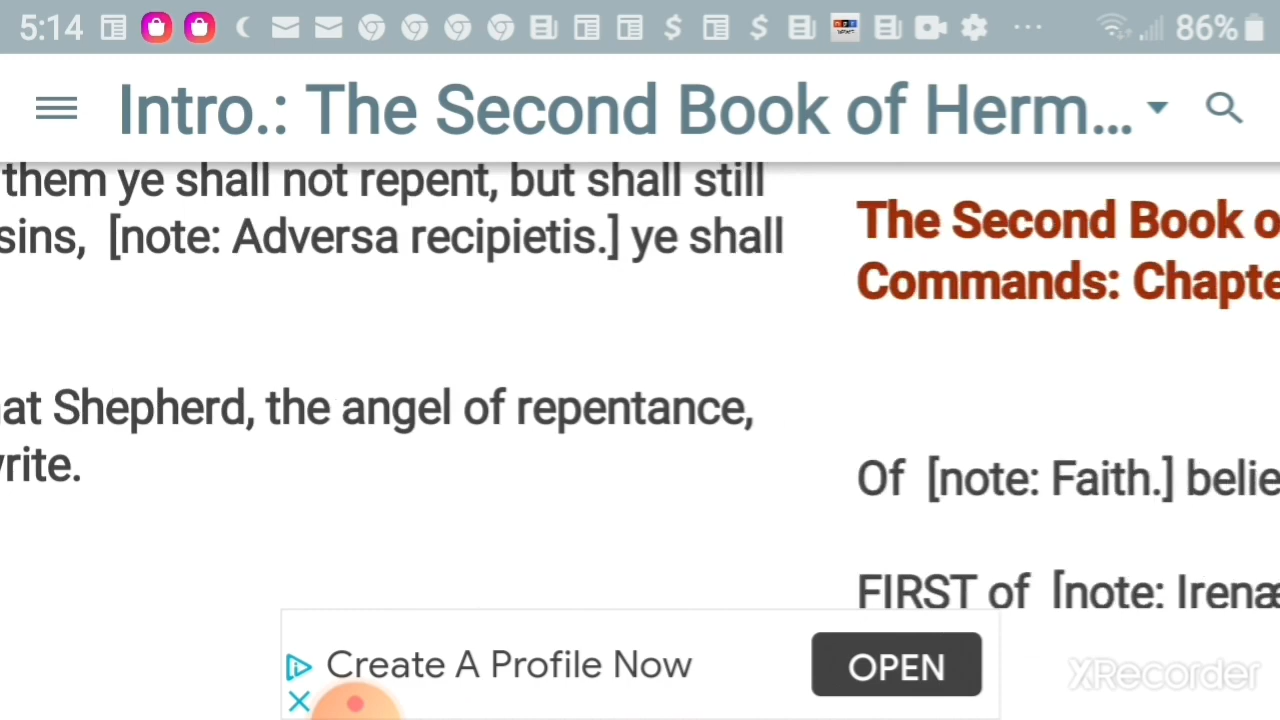 5:14
86%
Intro.: The Second Book of Herm...
them ye shall not repent, but shall still
sins, [note: Adversa recipietis.] ye shall
at Shepherd, the angel of repentance,
rite.
The Second Book o
Commands: Chapte
Of [note: Faith.] belie
FIRST of [note: Irenæ
Create A Profile Now
OPEN
XRecorder